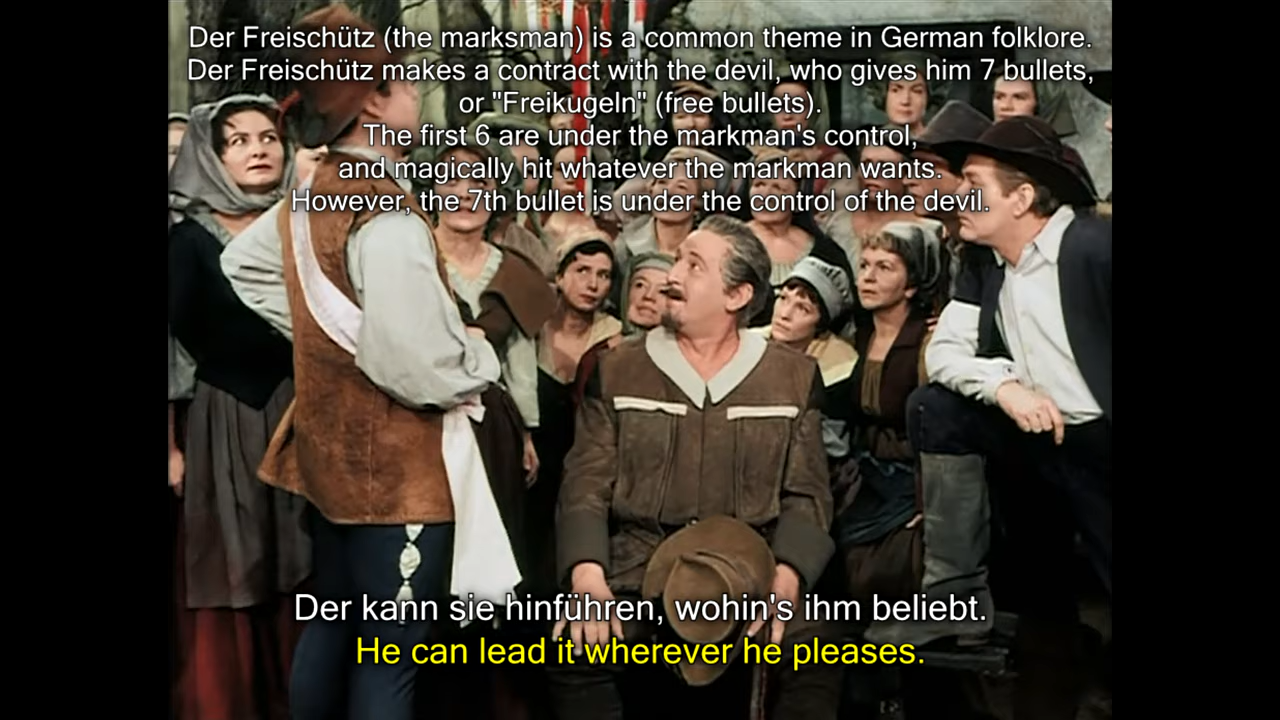 Der Freischütz (the marksman) is a common theme in German folklore.
Der Freischütz makes a contract with the devil, who gives him 7 bullets,
or "Freikugeln" (free bullets).
The first 6 are under the markman's control,
and magically hit whatever the markman wants.
However, the 7th bullet is under the control of the devil.
Der kann sie hinführen, wohin's ihm beliebt.
He can lead it wherever he pleases.